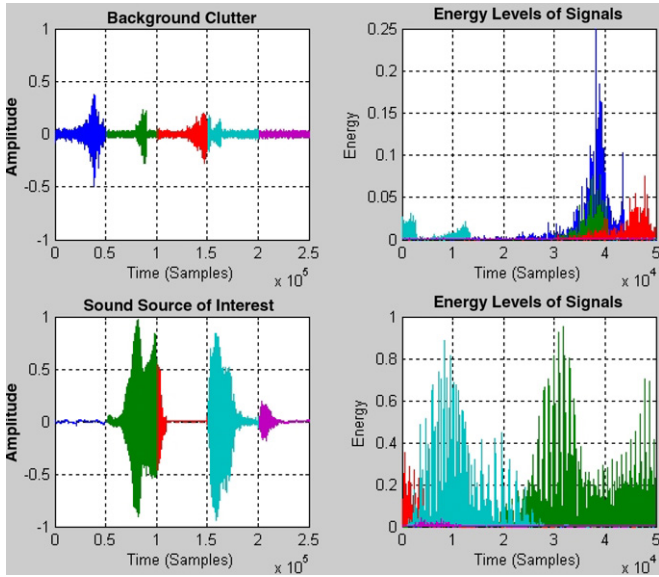 Background Clutter
Amplitude
1
0.5
0
-0.5
-1
0 0.5 1 1.5 2 2.5
Time (Samples)
x 10^5
Energy Levels of Signals
Energy
0.25
0.2
0.15
0.1
0.05
0
0 1 2 3 4 5
Time (Samples)
x 10^4
Sound Source of Interest
Amplitude
1
0.5
0
-0.5
-1
0 0.5 1 1.5 2 2.5
Time (Samples)
x 10^5
Energy Levels of Signals
Energy
1
0.8
0.6
0.4
0.2
0
0 1 2 3 4 5
Time (Samples)
x 10^4